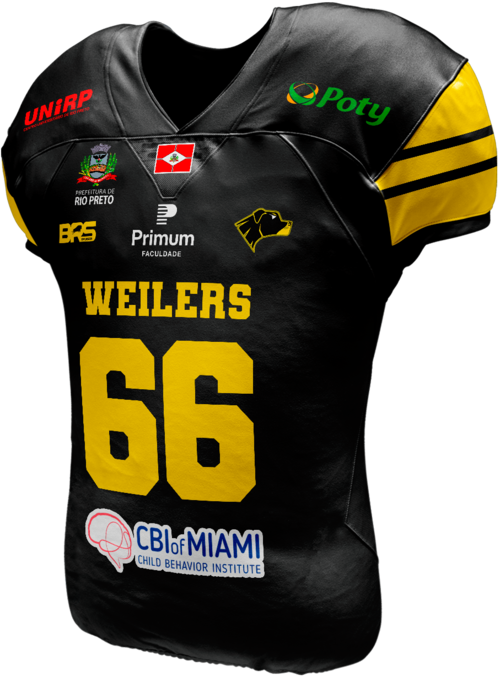 UNIRP
Poty
PREFEITURA DE
RIO PRETO
BRS
Primum
FACULDADE
WEILERS
66
CBI of MIAMI
CHILD BEHAVIOR INSTITUTE